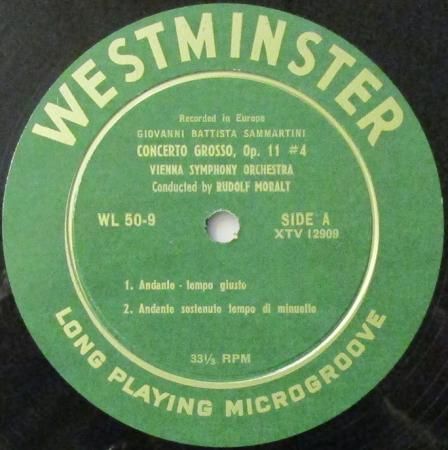 WESTMINSTER
Recorded in Europe
GIOVANNI BATTISTA SAMMARTINI
CONCERTO GROSSO, Op. 11 #4
VIENNA SYMPHONY ORCHESTRA
Conducted by RUDOLF MORALT
WL 50-9
SIDE A
XTV 12909
1. Andante - tempo giusto
2. Andante sostenuto tempo di minuetto
33⅓ RPM
LONG PLAYING MICROGROOVE